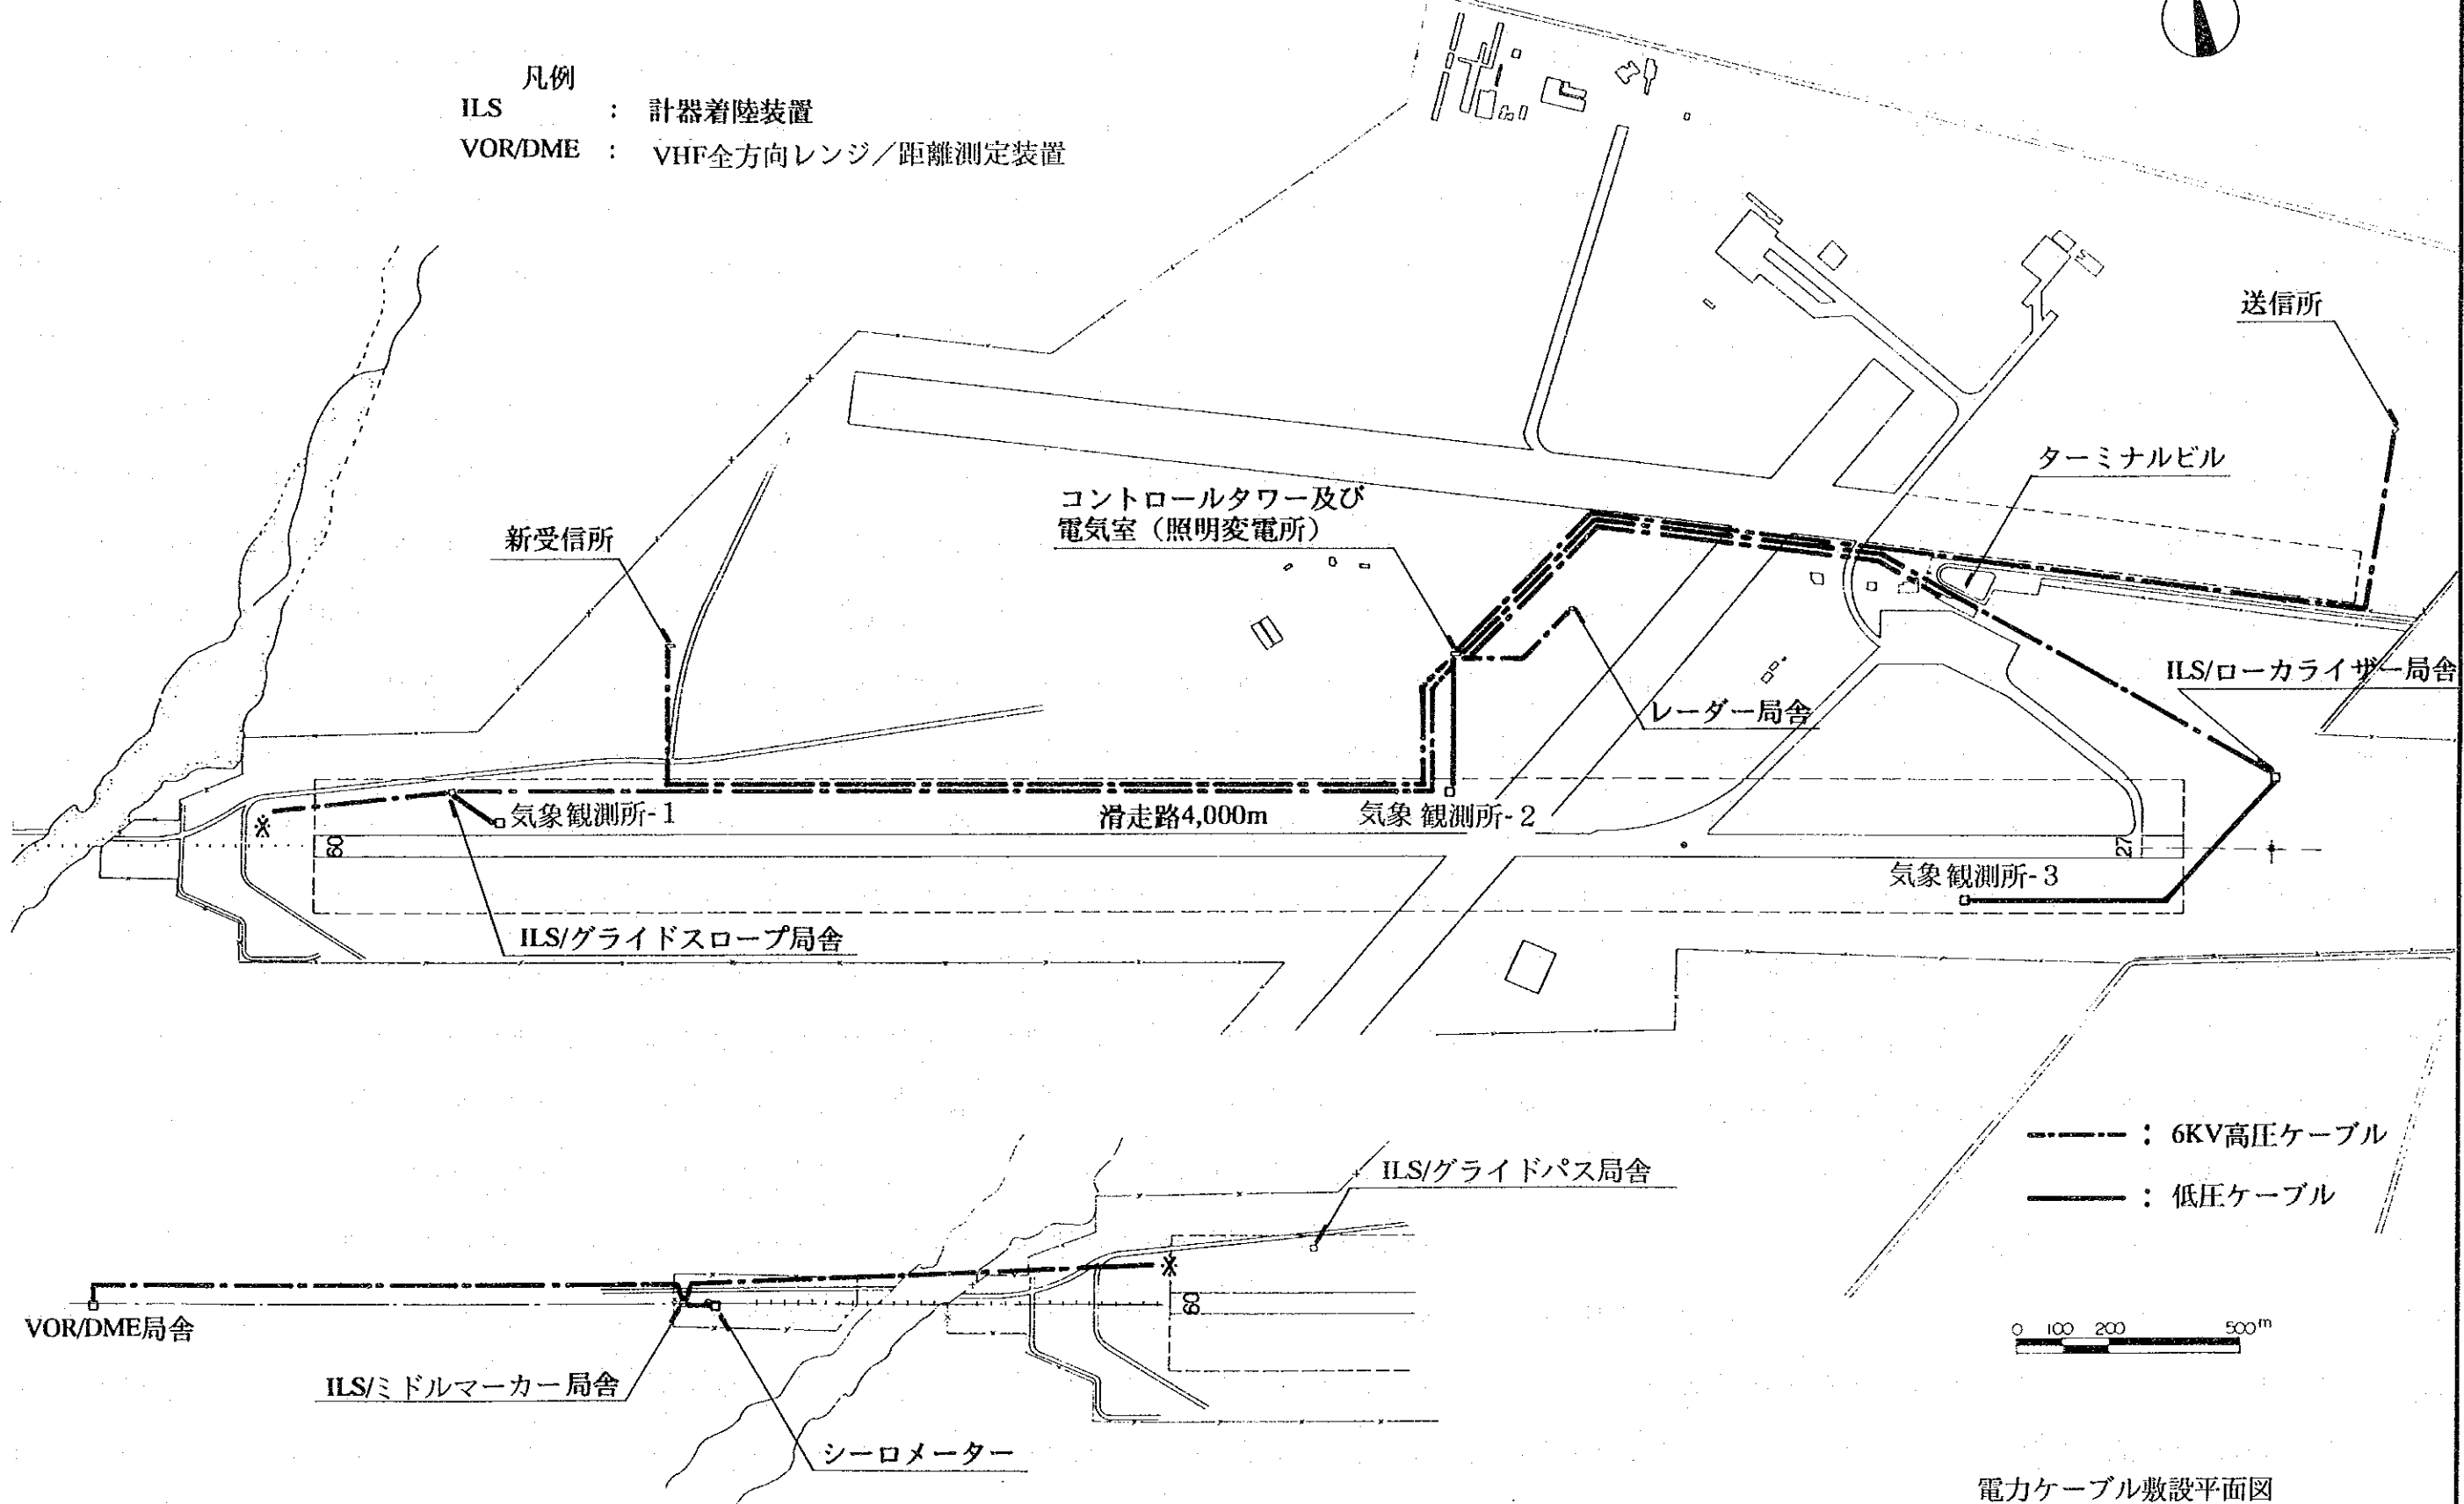 凡例
ILS : 計器着陸装置
VOR/DME : VHF全方向レンジ/距離測定装置
送信所
ターミナルビル
コントロールタワー及び
電気室(照明変電所)
新受信所
ILS/ローカライザー局舎
レーダー局舎
気象観測所-1
滑走路4,000m
気象観測所-2
09
27
気象観測所-3
ILS/グライドスロープ局舎
6KV高圧ケーブル
ILS/グライドパス局舎
低圧ケーブル
09
VOR/DME局舎
0 100 200 500m
ILS/ミドルマーカー局舎
シーロメーター
電力ケーブル敷設平面図